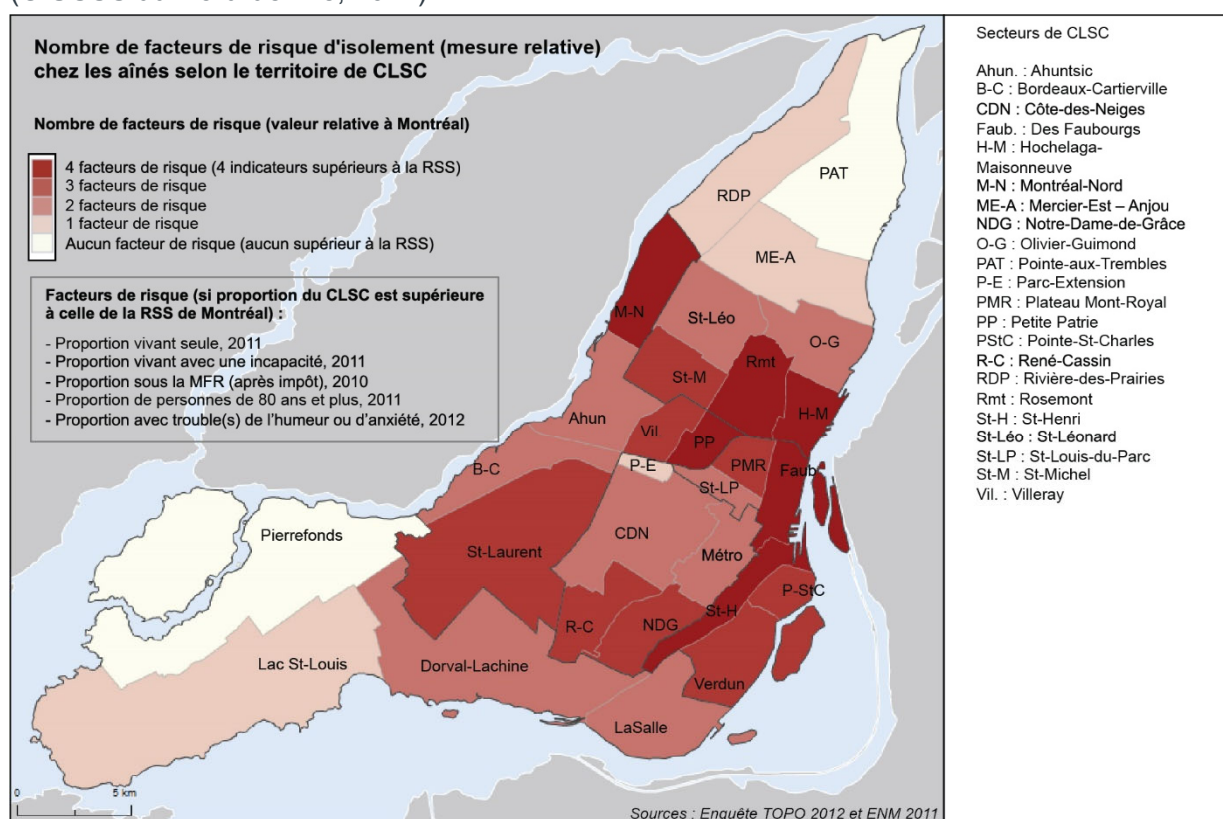 Nombre de facteurs de risque d'isolement (mesure relative)
chez les aînés selon le territoire de CLSC
Nombre de facteurs de risque (valeur relative à Montréal)
4 facteurs de risque (4 indicateurs supérieurs à la RSS)
3 facteurs de risque
2 facteurs de risque
1 facteur de risque
Aucun facteur de risque (aucun supérieur à la RSS)
Facteurs de risque (si proportion du CLSC est supérieure
à celle de la RSS de Montréal) :
- Proportion vivant seule, 2011
- Proportion vivant avec une incapacité, 2011
- Proportion sous la MFR (après impôt), 2010
- Proportion de personnes de 80 ans et plus, 2011
- Proportion avec trouble(s) de l'humeur ou d'anxiété, 2012
PAT
RDP
ME-A
M-N
St-Léo
O-G
Rmt
St-M
H-M
Ahun
Vil
PP
B-C
P-E
PMR
Faub.
St-LP
Pierrefonds
St-Laurent
CDN
Métro
P-StC
St-H
R-C
NDG
Lac St-Louis
Dorval-Lachine
Verdun
LaSalle
0
5 km
Sources : Enquête TOPO 2012 et ENM 2011
Secteurs de CLSC
Ahun. : Ahuntsic
B-C : Bordeaux-Cartierville
CDN : Côte-des-Neiges
Faub. : Des Faubourgs
H-M : Hochelaga-
Maisonneuve
M-N : Montréal-Nord
ME-A : Mercier-Est – Anjou
NDG : Notre-Dame-de-Grâce
O-G : Olivier-Guimond
PAT : Pointe-aux-Trembles
P-E : Parc-Extension
PMR : Plateau Mont-Royal
PP : Petite Patrie
PStC : Pointe-St-Charles
R-C : René-Cassin
RDP : Rivière-des-Prairies
Rmt : Rosemont
St-H : St-Henri
St-Léo : St-Léonard
St-LP : St-Louis-du-Parc
St-M : St-Michel
Vil. : Villeray